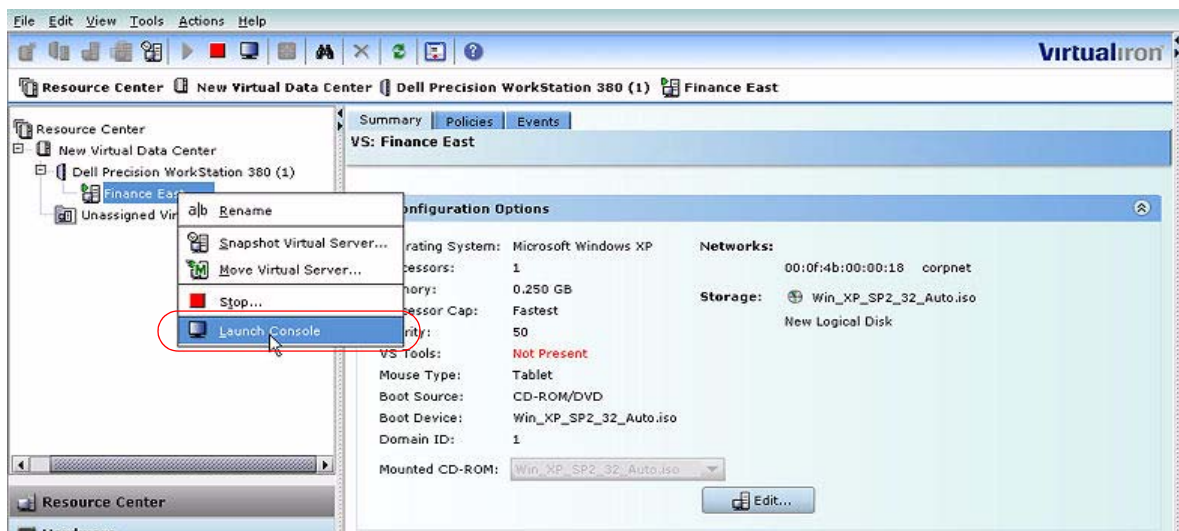 File Edit View Tools Actions Help
Virtualiron
Resource Center New Virtual Data Center Dell Precision WorkStation 380 (1) Finance East
Resource Center
New Virtual Data Center
Dell Precision WorkStation 380 (1)
Finance Eas
Unassigned Vir
a|b Rename
Snapshot Virtual Server...
Move Virtual Server...
Stop...
Launch Console
Resource Center
Summary Policies Events
VS: Finance East
onfiguration Options
rating System: Microsoft Windows XP
cessors: 1
mory: 0.250 GB
cessor Cap: Fastest
rity: 50
VS Tools: Not Present
Mouse Type: Tablet
Boot Source: CD-ROM/DVD
Boot Device: Win_XP_SP2_32_Auto.iso
Domain ID: 1
Mounted CD-ROM: Win_XP_SP2_32_Auto.iso
Networks:
00:0f:4b:00:00:18 corpnet
Storage: Win_XP_SP2_32_Auto.iso
New Logical Disk
Edit...